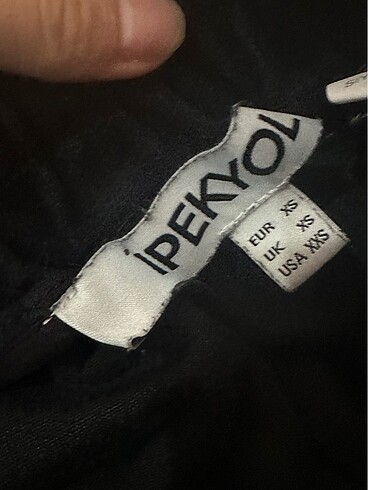 İPEKYOL
EUR XS
UK XS
USA XXS